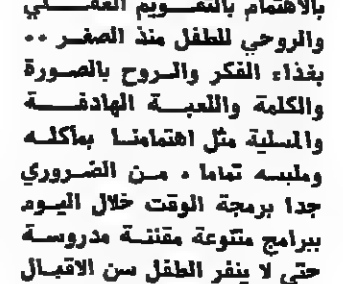 بالاهتمام بالتقويم العقلي
والروحي للطفل منذ الصغر ..
بغذاء الفكر والروح بالصورة
والكلمة واللعبة الهادفة
والمسلية مثل اهتمامنا بمأكله
وملبسه تماما . من الضروري
جدا برمجة الوقت خلال اليوم
ببرامج متنوعة مقننة مدروسة
حتى لا ينفر الطفل من الاقبال